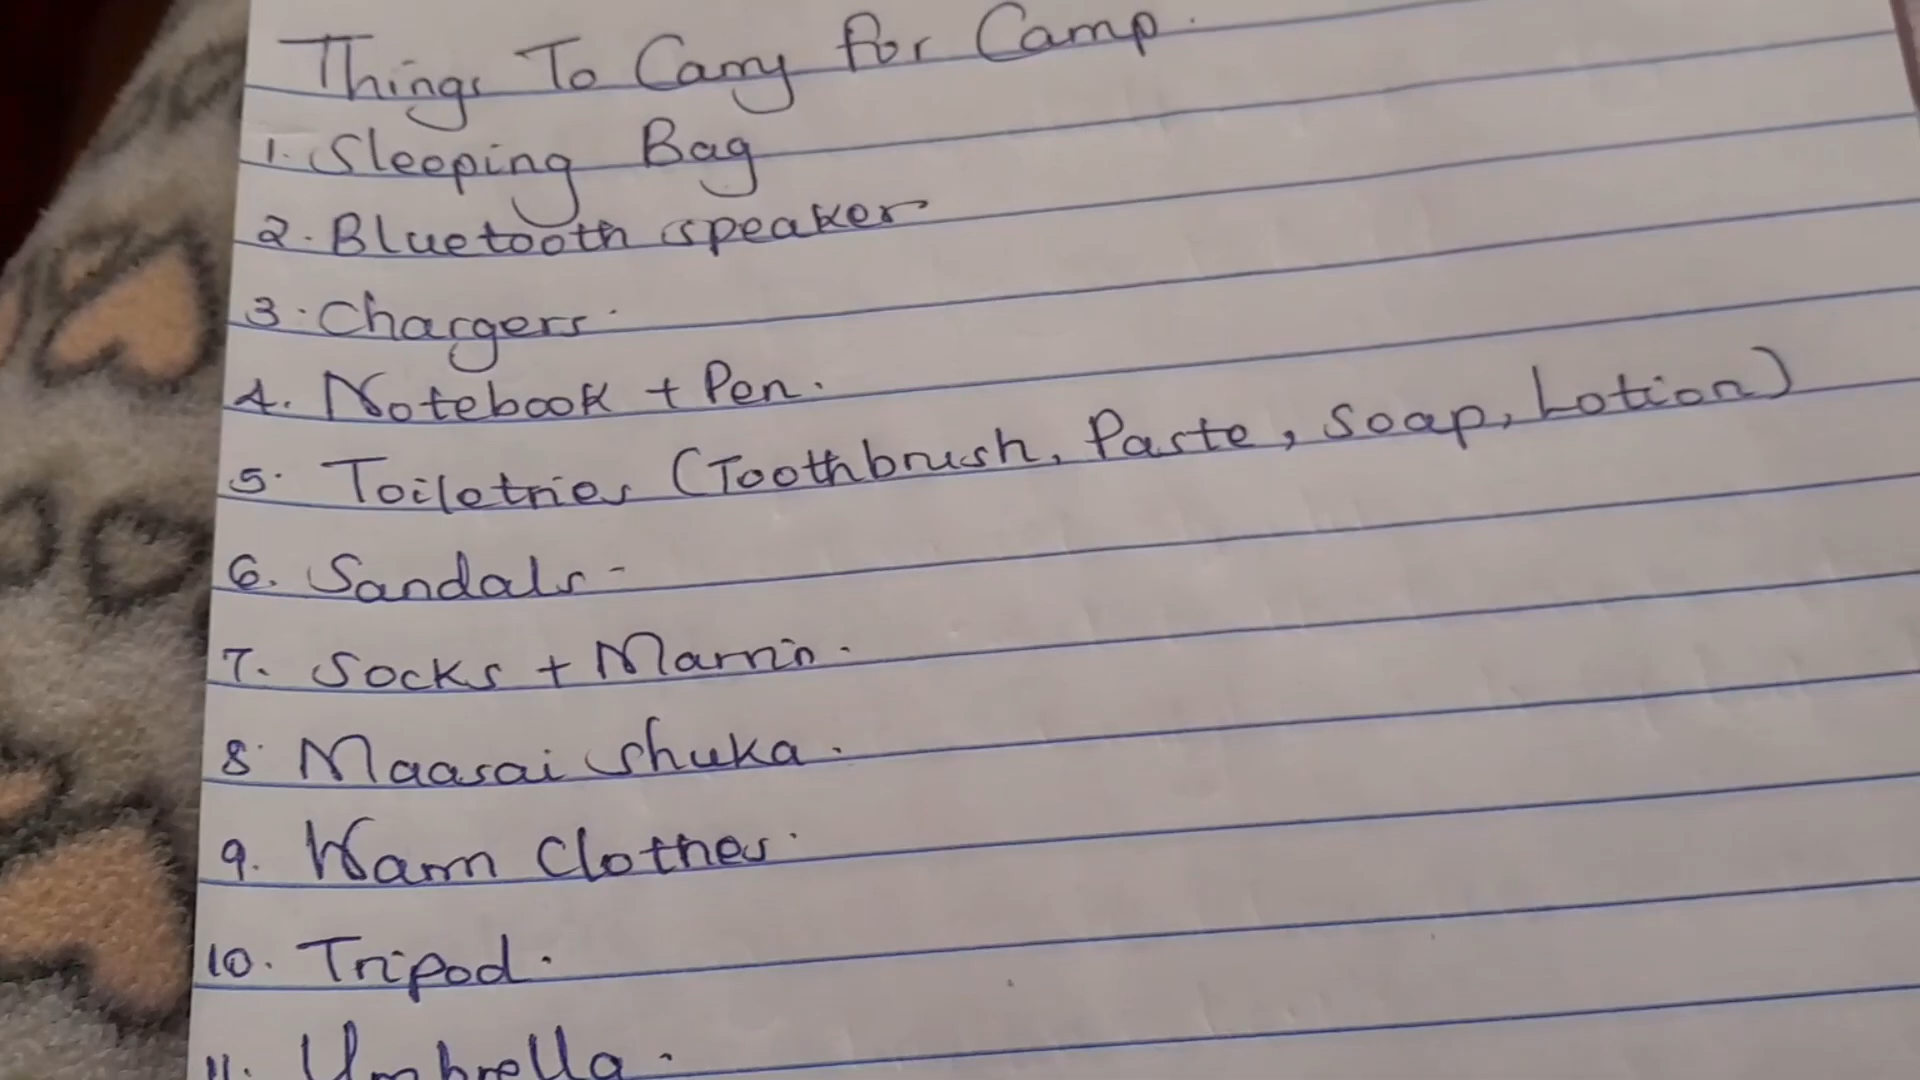 Things To Carry For Camp.
1. Sleeping Bag
2. Bluetooth speaker
3. Chargers.
4. Notebook + Pen.
5. Toiletries (Toothbrush, Paste, Soap, Lotion)
6. Sandals -
7. Socks + Marvin.
8. Maasai shuka.
9. Warm Clothes.
10. Tripod.
11. Umbrella.